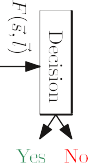 F(s⃗, l⃗)
Decision
Yes No